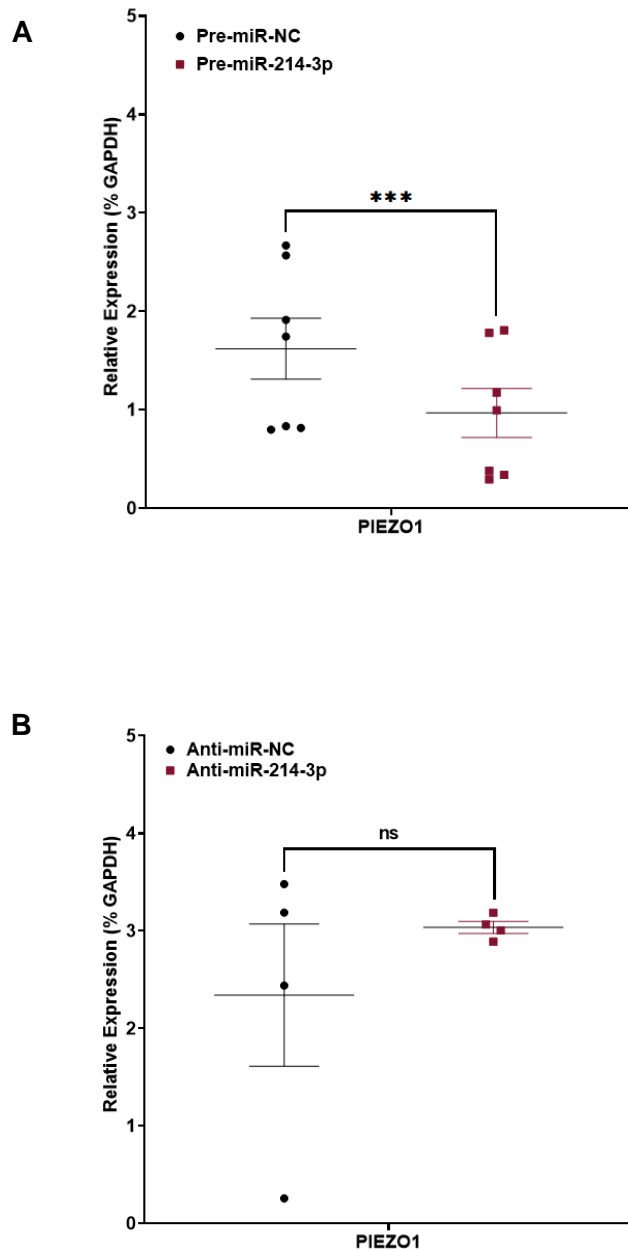 A
Pre-miR-NC
Pre-miR-214-3p
Relative Expression (% GAPDH)
5
4
3
2
1
0
***
PIEZO1
B
Anti-miR-NC
Anti-miR-214-3p
Relative Expression (% GAPDH)
5
4
3
2
1
0
ns
PIEZO1